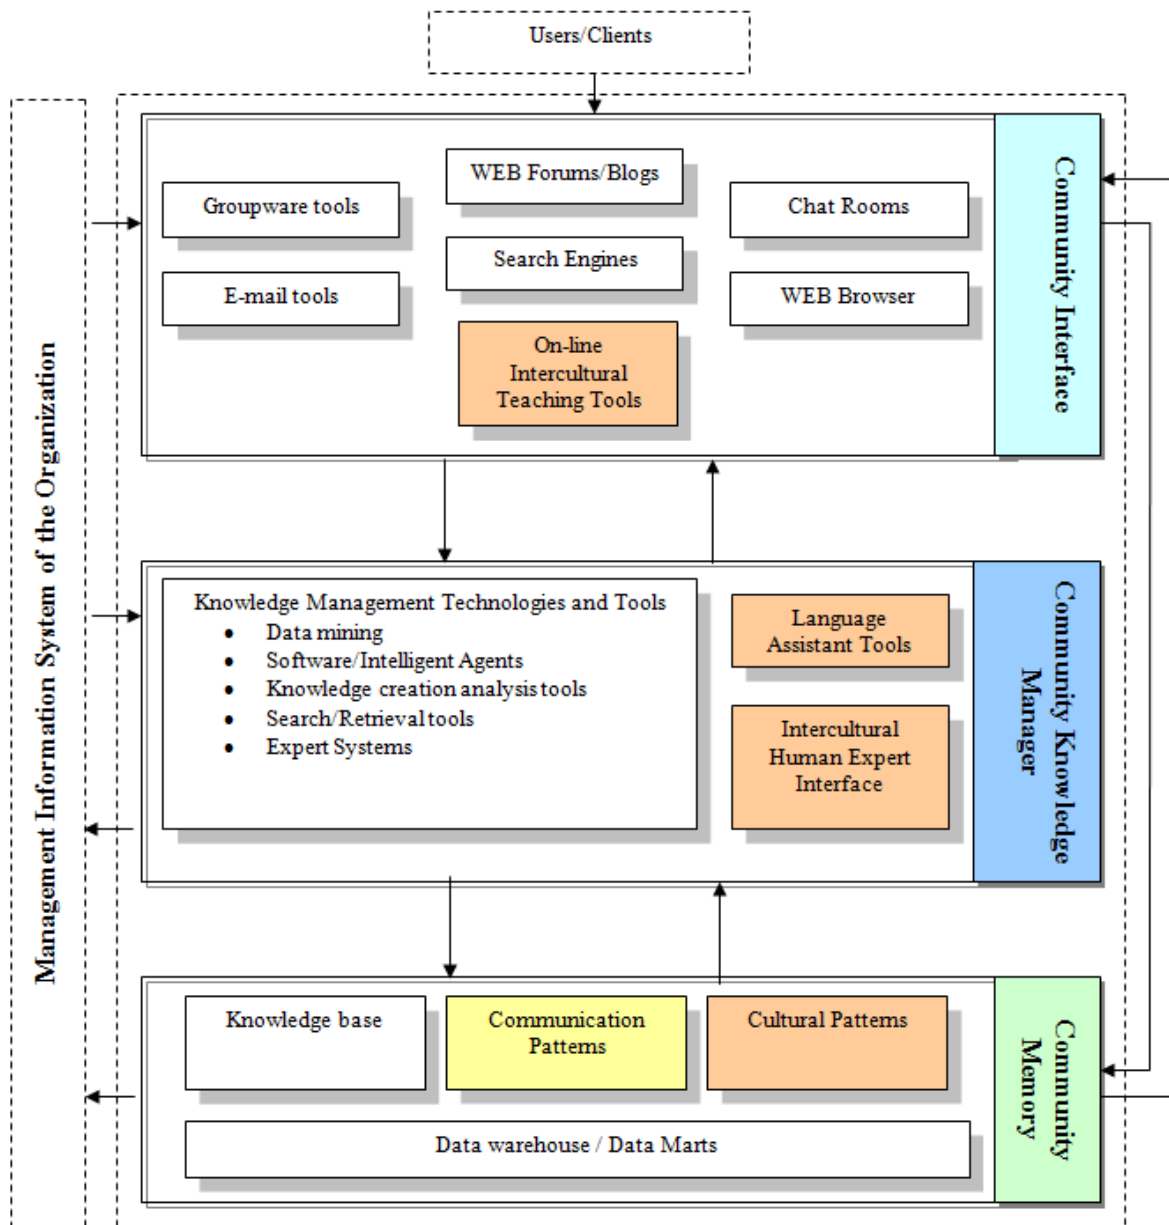 Users/Clients
Management Information System of the Organization
WEB Forums/Blogs
Groupware tools
Chat Rooms
Search Engines
E-mail tools
WEB Browser
On-line
Intercultural
Teaching Tools
Community Interface
Knowledge Management Technologies and Tools
• Data mining
• Software/Intelligent Agents
• Knowledge creation analysis tools
• Search/Retrieval tools
• Expert Systems
Language
Assistant Tools
Intercultural
Human Expert
Interface
Community Knowledge
Manager
Knowledge base
Communication
Patterns
Cultural Patterns
Data warehouse / Data Marts
Community
Memory